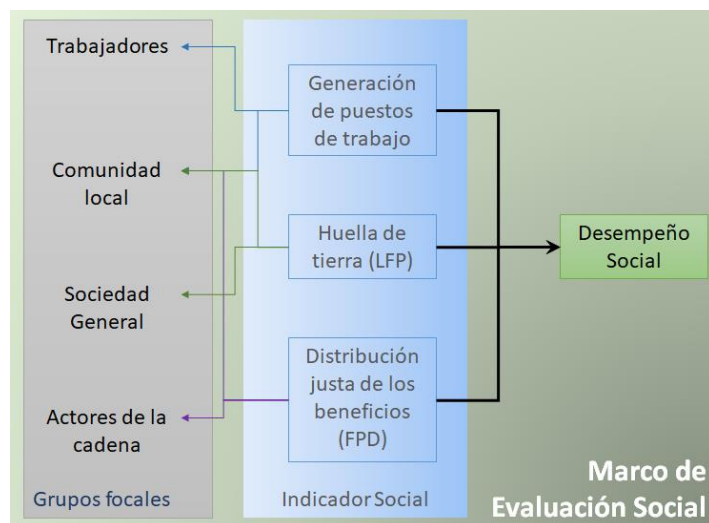 Trabajadores
Comunidad
local
Sociedad
General
Actores de la
cadena
Grupos focales
Generación
de puestos
de trabajo
Huella de
tierra (LFP)
Distribución
justa de los
beneficios
(FPD)
Indicador Social
Desempeño
Social
Marco de
Evaluación Social